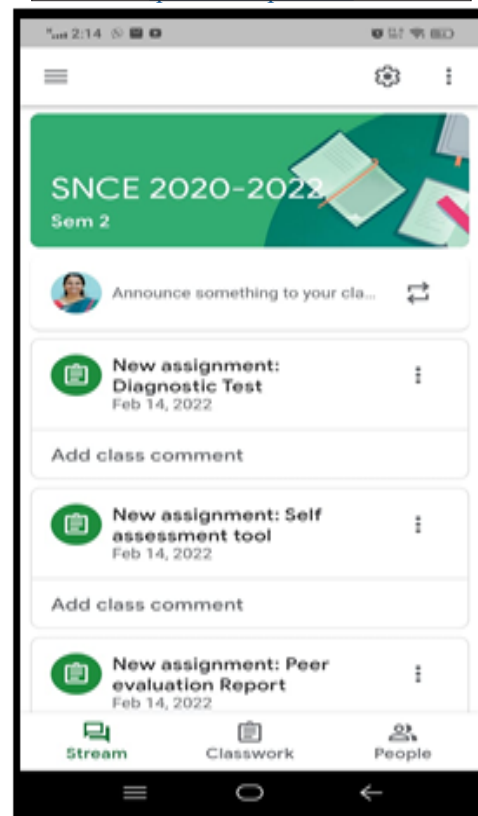 2:14
SNCE 2020-2022
Sem 2
Announce something to your cla...
New assignment:
Diagnostic Test
Feb 14, 2022
Add class comment
New assignment: Self
assessment tool
Feb 14, 2022
Add class comment
New assignment: Peer
evaluation Report
Feb 14, 2022
Stream
Classwork
People